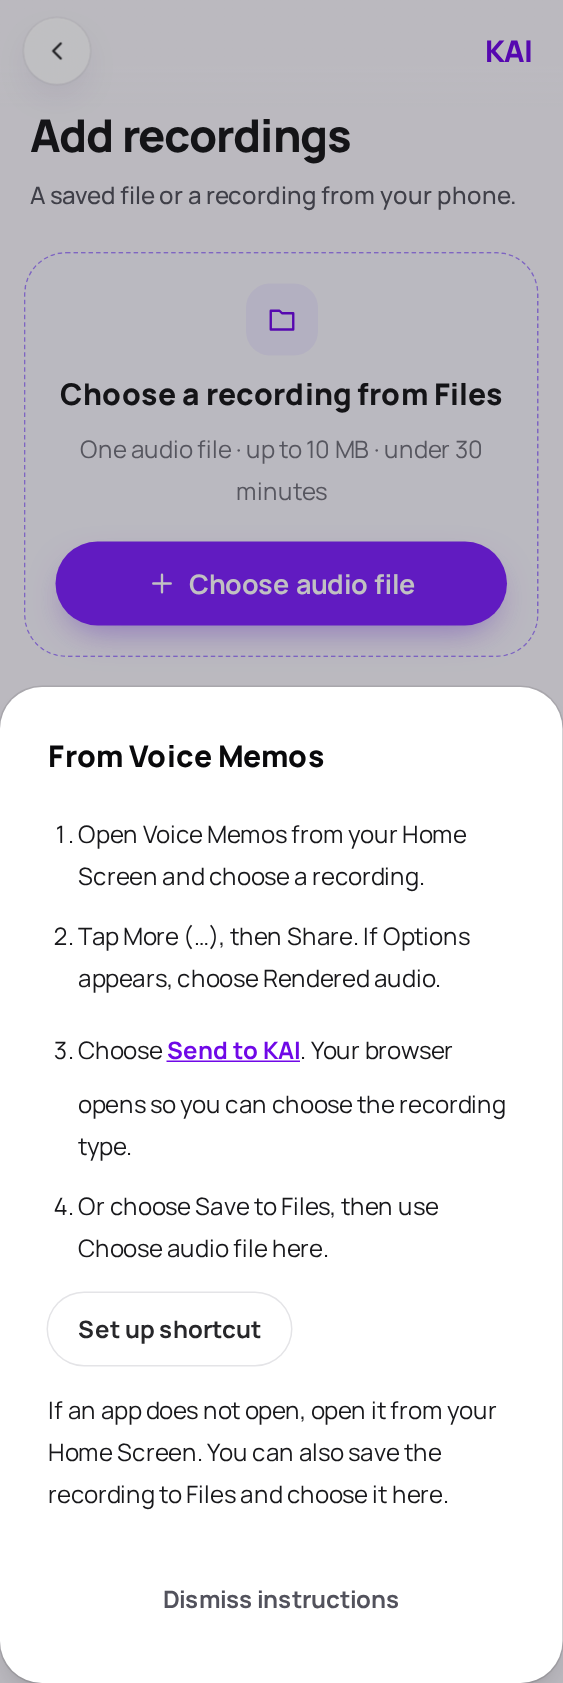 KAI
Add recordings
A saved file or a recording from your phone.
Choose a recording from Files
One audio file · up to 10 MB · under 30
minutes
Choose audio file
From Voice Memos
1. Open Voice Memos from your Home
Screen and choose a recording.
2. Tap More (...), then Share. If Options
appears, choose Rendered audio.
3. Choose Send to KAI. Your browser
opens so you can choose the recording
type.
4. Or choose Save to Files, then use
Choose audio file here.
Set up shortcut
If an app does not open, open it from your
Home Screen. You can also save the
recording to Files and choose it here.
Dismiss instructions